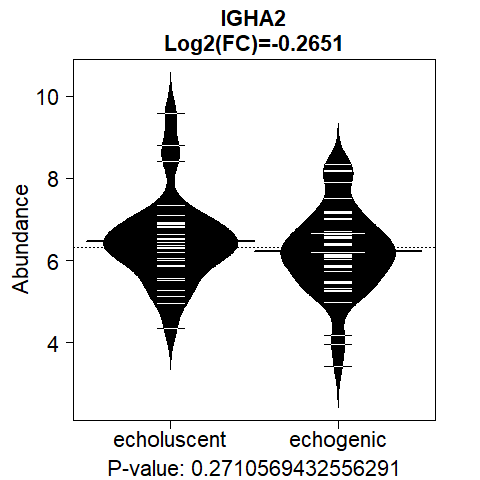 IGHA2
Log2(FC)=-0.2651
Abundance
10
8
6
4
echoluscent echogenic
P-value: 0.2710569432556291